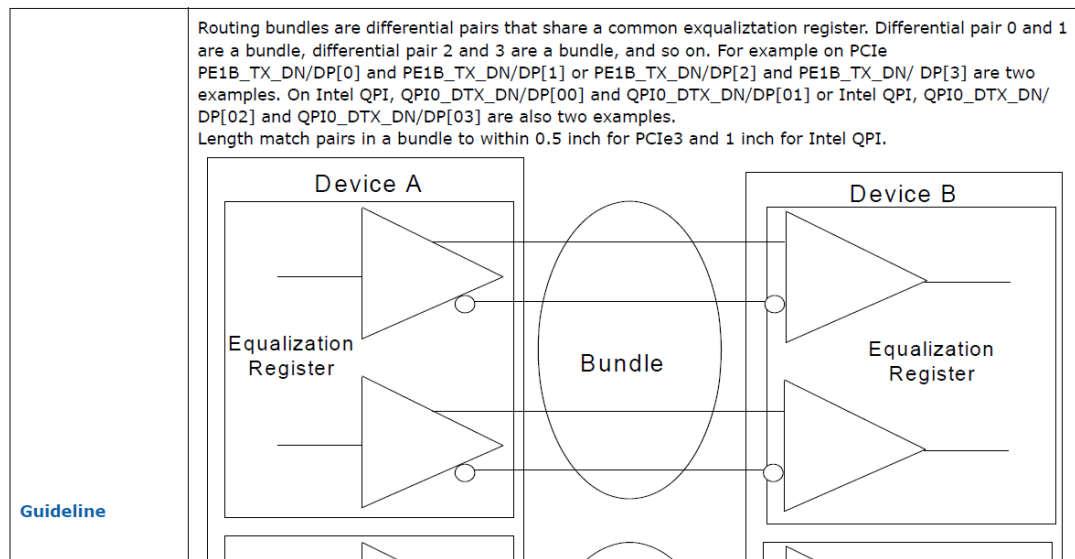 Routing bundles are differential pairs that share a common exqualiztation register. Differential pair 0 and 1
are a bundle, differential pair 2 and 3 are a bundle, and so on. For example on PCIe
PE1B_TX_DN/DP[0] and PE1B_TX_DN/DP[1] or PE1B_TX_DN/DP[2] and PE1B_TX_DN/ DP[3] are two
examples. On Intel QPI, QPI0_DTX_DN/DP[00] and QPI0_DTX_DN/DP[01] or Intel QPI, QPI0_DTX_DN/
DP[02] and QPI0_DTX_DN/DP[03] are also two examples.
Length match pairs in a bundle to within 0.5 inch for PCIe3 and 1 inch for Intel QPI.
Device A
Device B
Equalization
Register
Bundle
Equalization
Register
Guideline